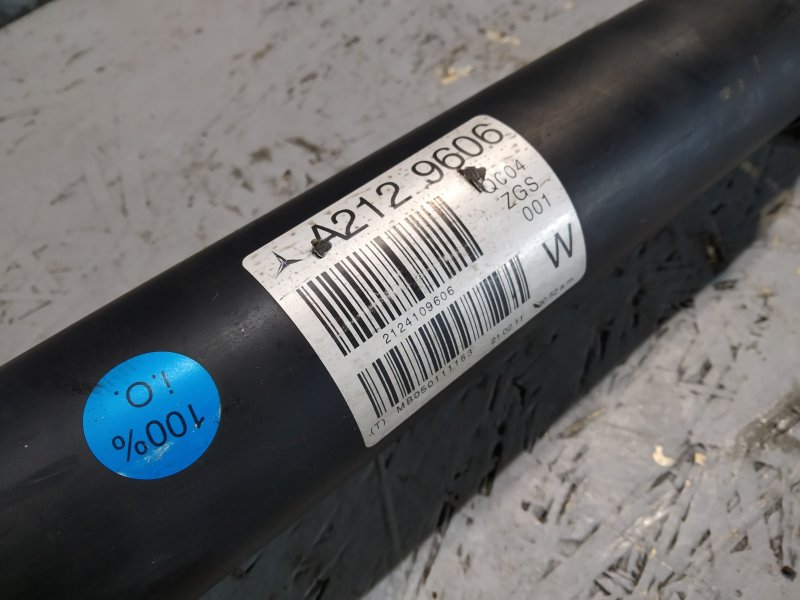 A212 9606
QC04
ZGS
001
2124109606
W
(T) MB050111153 21.02.11
i.O.
100%